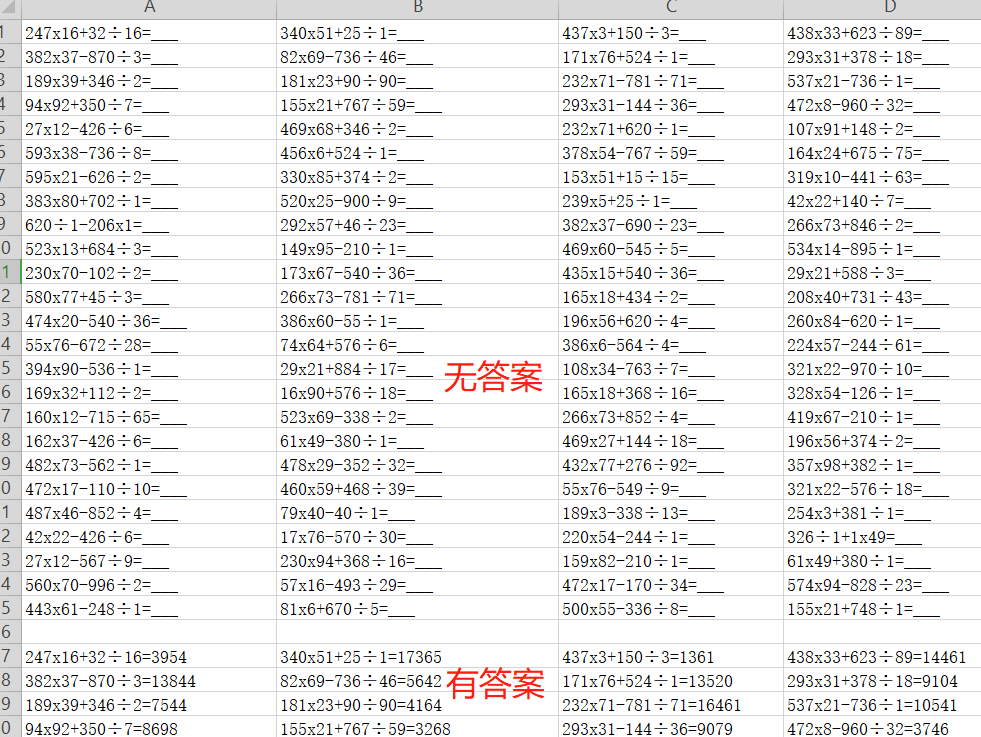 A B C D
1 247x16+32÷16=___ 340x51+25÷1=___ 437x3+150÷3=___ 438x33+623÷89=___
2 382x37-870÷3=___ 82x69-736÷46=___ 171x76+524÷1=___ 293x31+378÷18=___
3 189x39+346÷2=___ 181x23+90÷90=___ 232x71-781÷71=___ 537x21-736÷1=___
4 94x92+350÷7=___ 155x21+767÷59=___ 293x31-144÷36=___ 472x8-960÷32=___
5 27x12-426÷6=___ 469x68+346÷2=___ 232x71+620÷1=___ 107x91+148÷2=___
6 593x38-736÷8=___ 456x6+524÷1=___ 378x54-767÷59=___ 164x24+675÷75=___
7 595x21-626÷2=___ 330x85+374÷2=___ 153x51+15÷15=___ 319x10-441÷63=___
8 383x80+702÷1=___ 520x25-900÷9=___ 239x5+25÷1=___ 42x22+140÷7=___
9 620÷1-206x1=___ 292x57+46÷23=___ 382x37-690÷23=___ 266x73+846÷2=___
0 523x13+684÷3=___ 149x95-210÷1=___ 469x60-545÷5=___ 534x14-895÷1=___
1 230x70-102÷2=___ 173x67-540÷36=___ 435x15+540÷36=___ 29x21+588÷3=___
2 580x77+45÷3=___ 266x73-781÷71=___ 165x18+434÷2=___ 208x40+731÷43=___
3 474x20-540÷36=___ 386x60-55÷1=___ 196x56+620÷4=___ 260x84-620÷1=___
4 55x76-672÷28=___ 74x64+576÷6=___ 386x6-564÷4=___ 224x57-244÷61=___
5 394x90-536÷1=___ 29x21+884÷17=___ 108x34-763÷7=___ 321x22-970÷10=___
无答案
6 169x32+112÷2=___ 16x90+576÷18=___ 165x18+368÷16=___ 328x54-126÷1=___
7 160x12-715÷65=___ 523x69-338÷2=___ 266x73+852÷4=___ 419x67-210÷1=___
8 162x37-426÷6=___ 61x49-380÷1=___ 469x27+144÷18=___ 196x56+374÷2=___
9 482x73-562÷1=___ 478x29-352÷32=___ 432x77+276÷92=___ 357x98+382÷1=___
0 472x17-110÷10=___ 460x59+468÷39=___ 55x76-549÷9=___ 321x22-576÷18=___
1 487x46-852÷4=___ 79x40-40÷1=___ 189x3-338÷13=___ 254x3+381÷1=___
2 42x22-426÷6=___ 17x76-570÷30=___ 220x54-244÷1=___ 326÷1+1x49=___
3 27x12-567÷9=___ 230x94+368÷16=___ 159x82-210÷1=___ 61x49+380÷1=___
4 560x70-996÷2=___ 57x16-493÷29=___ 472x17-170÷34=___ 574x94-828÷23=___
5 443x61-248÷1=___ 81x6+670÷5=___ 500x55-336÷8=___ 155x21+748÷1=___
6
7 247x16+32÷16=3954 340x51+25÷1=17365 437x3+150÷3=1361 438x33+623÷89=14461
8 382x37-870÷3=13844 82x69-736÷46=5642 171x76+524÷1=13520 293x31+378÷18=9104
有答案
9 189x39+346÷2=7544 181x23+90÷90=4164 232x71-781÷71=16461 537x21-736÷1=10541
0 94x92+350÷7=8698 155x21+767÷59=3268 293x31-144÷36=9079 472x8-960÷32=3746